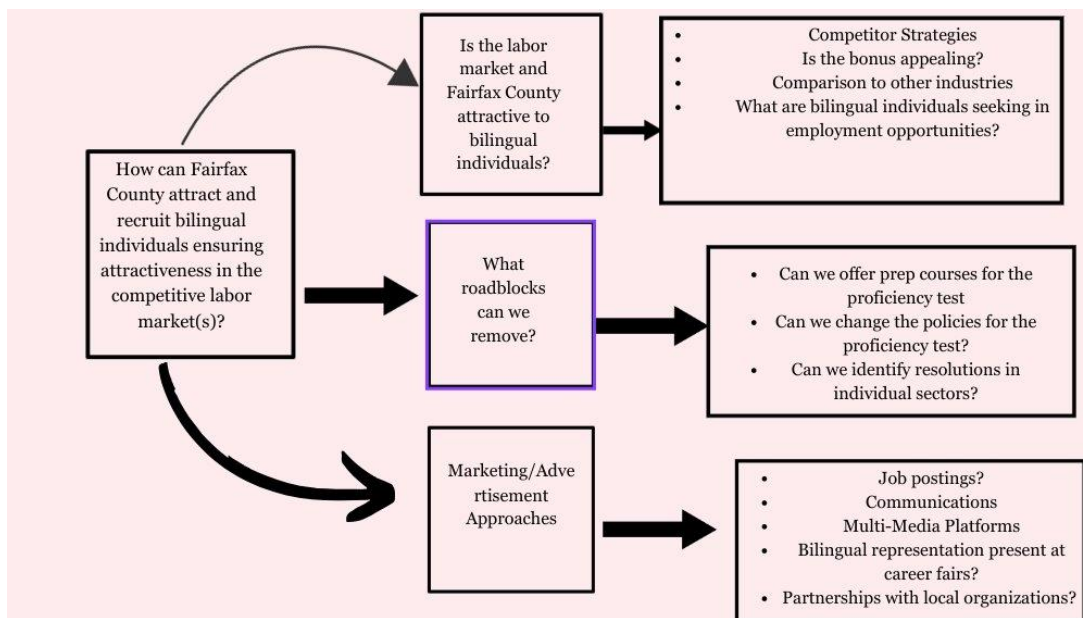 How can Fairfax
County attract and
recruit bilingual
individuals ensuring
attractiveness in the
competitive labor
market(s)?
Is the labor
market and
Fairfax County
attractive to
bilingual
individuals?
• Competitor Strategies
• Is the bonus appealing?
• Comparison to other industries
• What are bilingual individuals seeking in
employment opportunities?
What
roadblocks
can we
remove?
• Can we offer prep courses for the
proficiency test
• Can we change the policies for the
proficiency test?
• Can we identify resolutions in
individual sectors?
Marketing/Adve
rtisement
Approaches
• Job postings?
• Communications
• Multi-Media Platforms
• Bilingual representation present at
career fairs?
• Partnerships with local organizations?